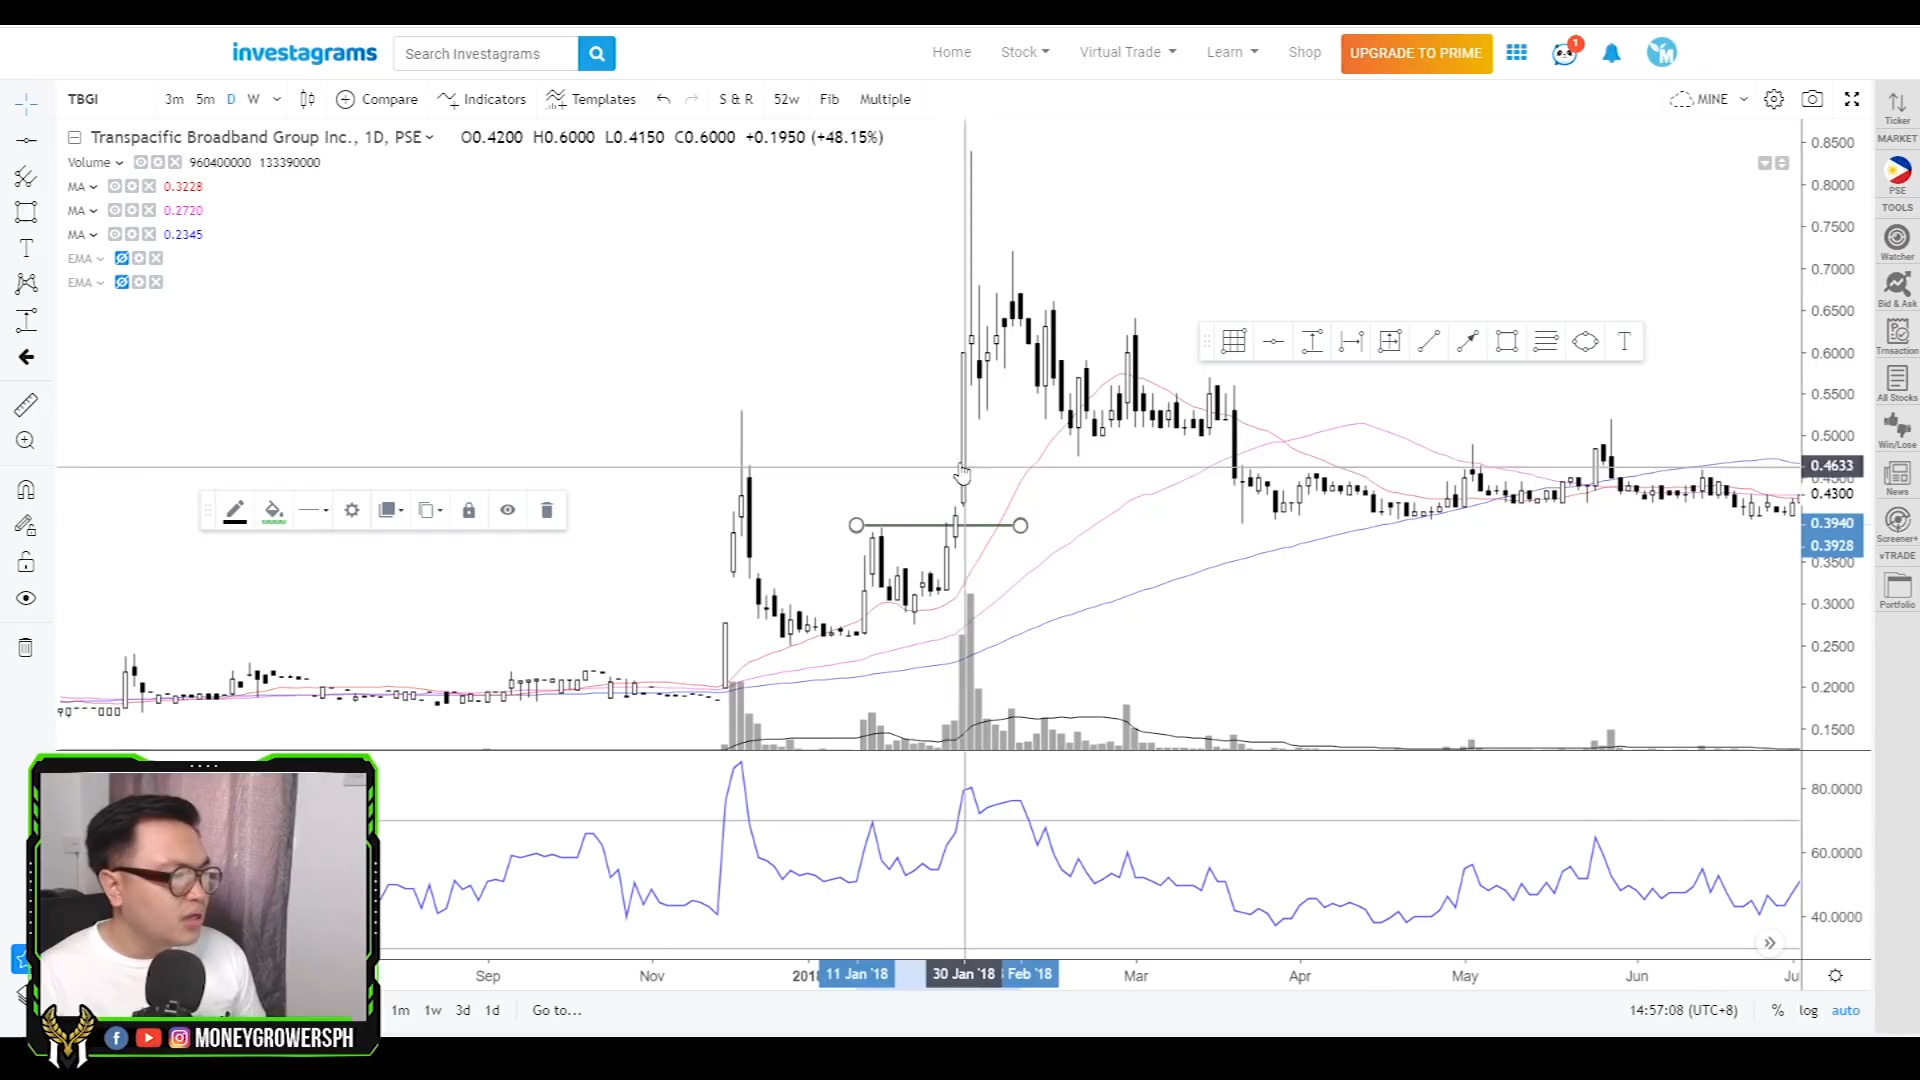 investagrams
Search Investagrams
Home
Stock
Virtual Trade
Learn
Shop
UPGRADE TO PRIME
1
TBGI
3m 5m D W
Compare
Indicators
Templates
S & R
52w
Fib
Multiple
MINE
Ticker
MARKET
PSE
TOOLS
Watcher
Bid & Ask
Trnsaction
All Stocks
Win/Lose
News
Screener+
vTRADE
Portfolio
Transpacific Broadband Group Inc., 1D, PSE
O0.4200 H0.6000 L0.4150 C0.6000 +0.1950 (+48.15%)
Volume 960400000 133390000
MA 0.3228
MA 0.2720
MA 0.2345
EMA
EMA
0.8500
0.8000
0.7500
0.7000
0.6500
0.6000
0.5500
0.5000
0.4633
0.4300
0.3940
0.3928
0.3500
0.3000
0.2500
0.2000
0.1500
80.0000
60.0000
40.0000
Sep
Nov
2018
11 Jan '18
30 Jan '18
Feb '18
Mar
Apr
May
Jun
Jul
1m 1w 3d 1d
Go to...
14:57:08 (UTC+8)
% log auto
MONEYGROWERSPH